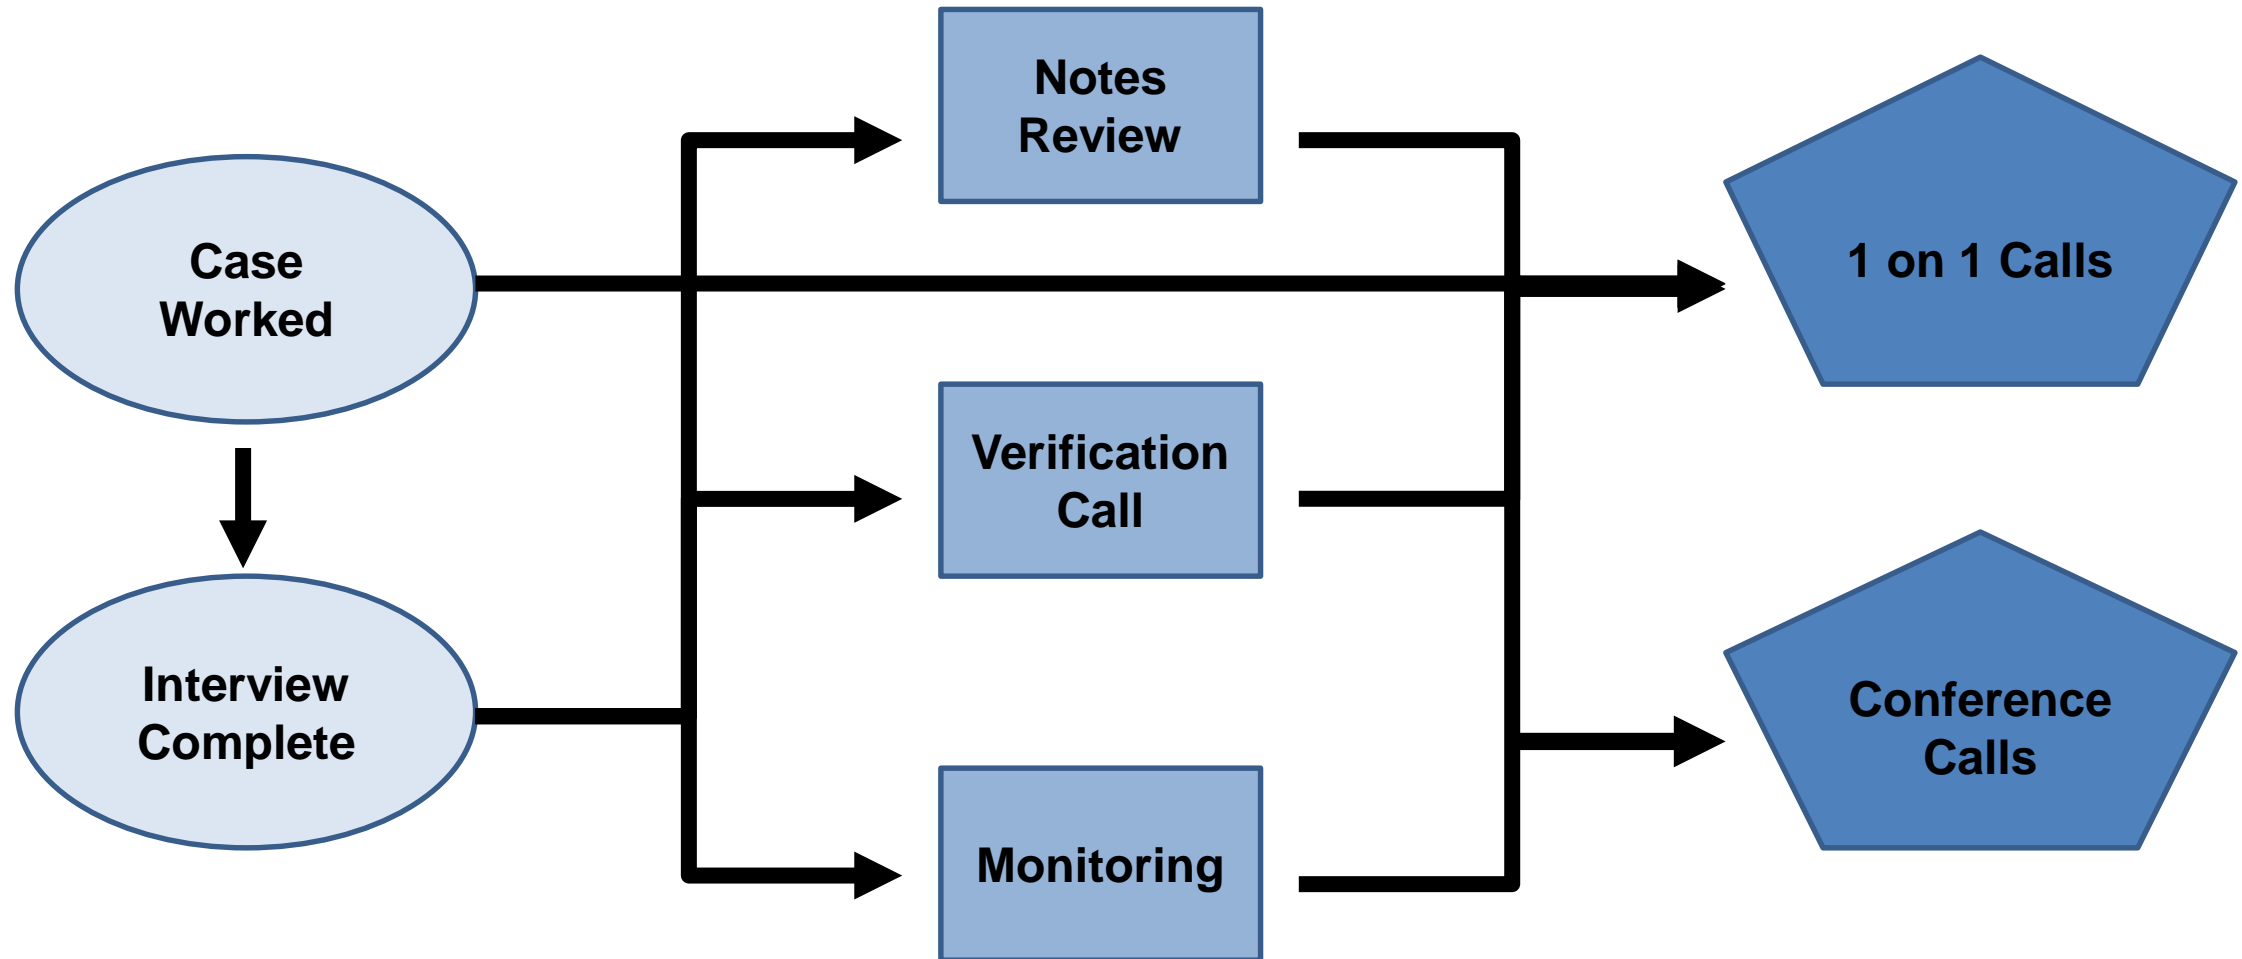 Case
Worked
Interview
Complete
Notes
Review
Verification
Call
Monitoring
1 on 1 Calls
Conference
Calls